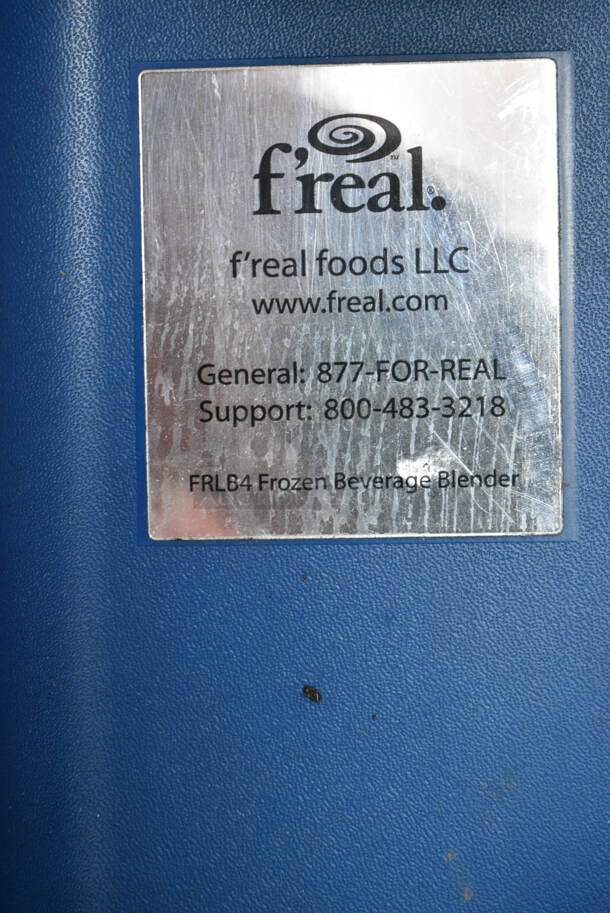 f'real.™®
f'real foods LLC
www.freal.com
General: 877-FOR-REAL
Support: 800-483-3218
FRLB4 Frozen Beverage Blender